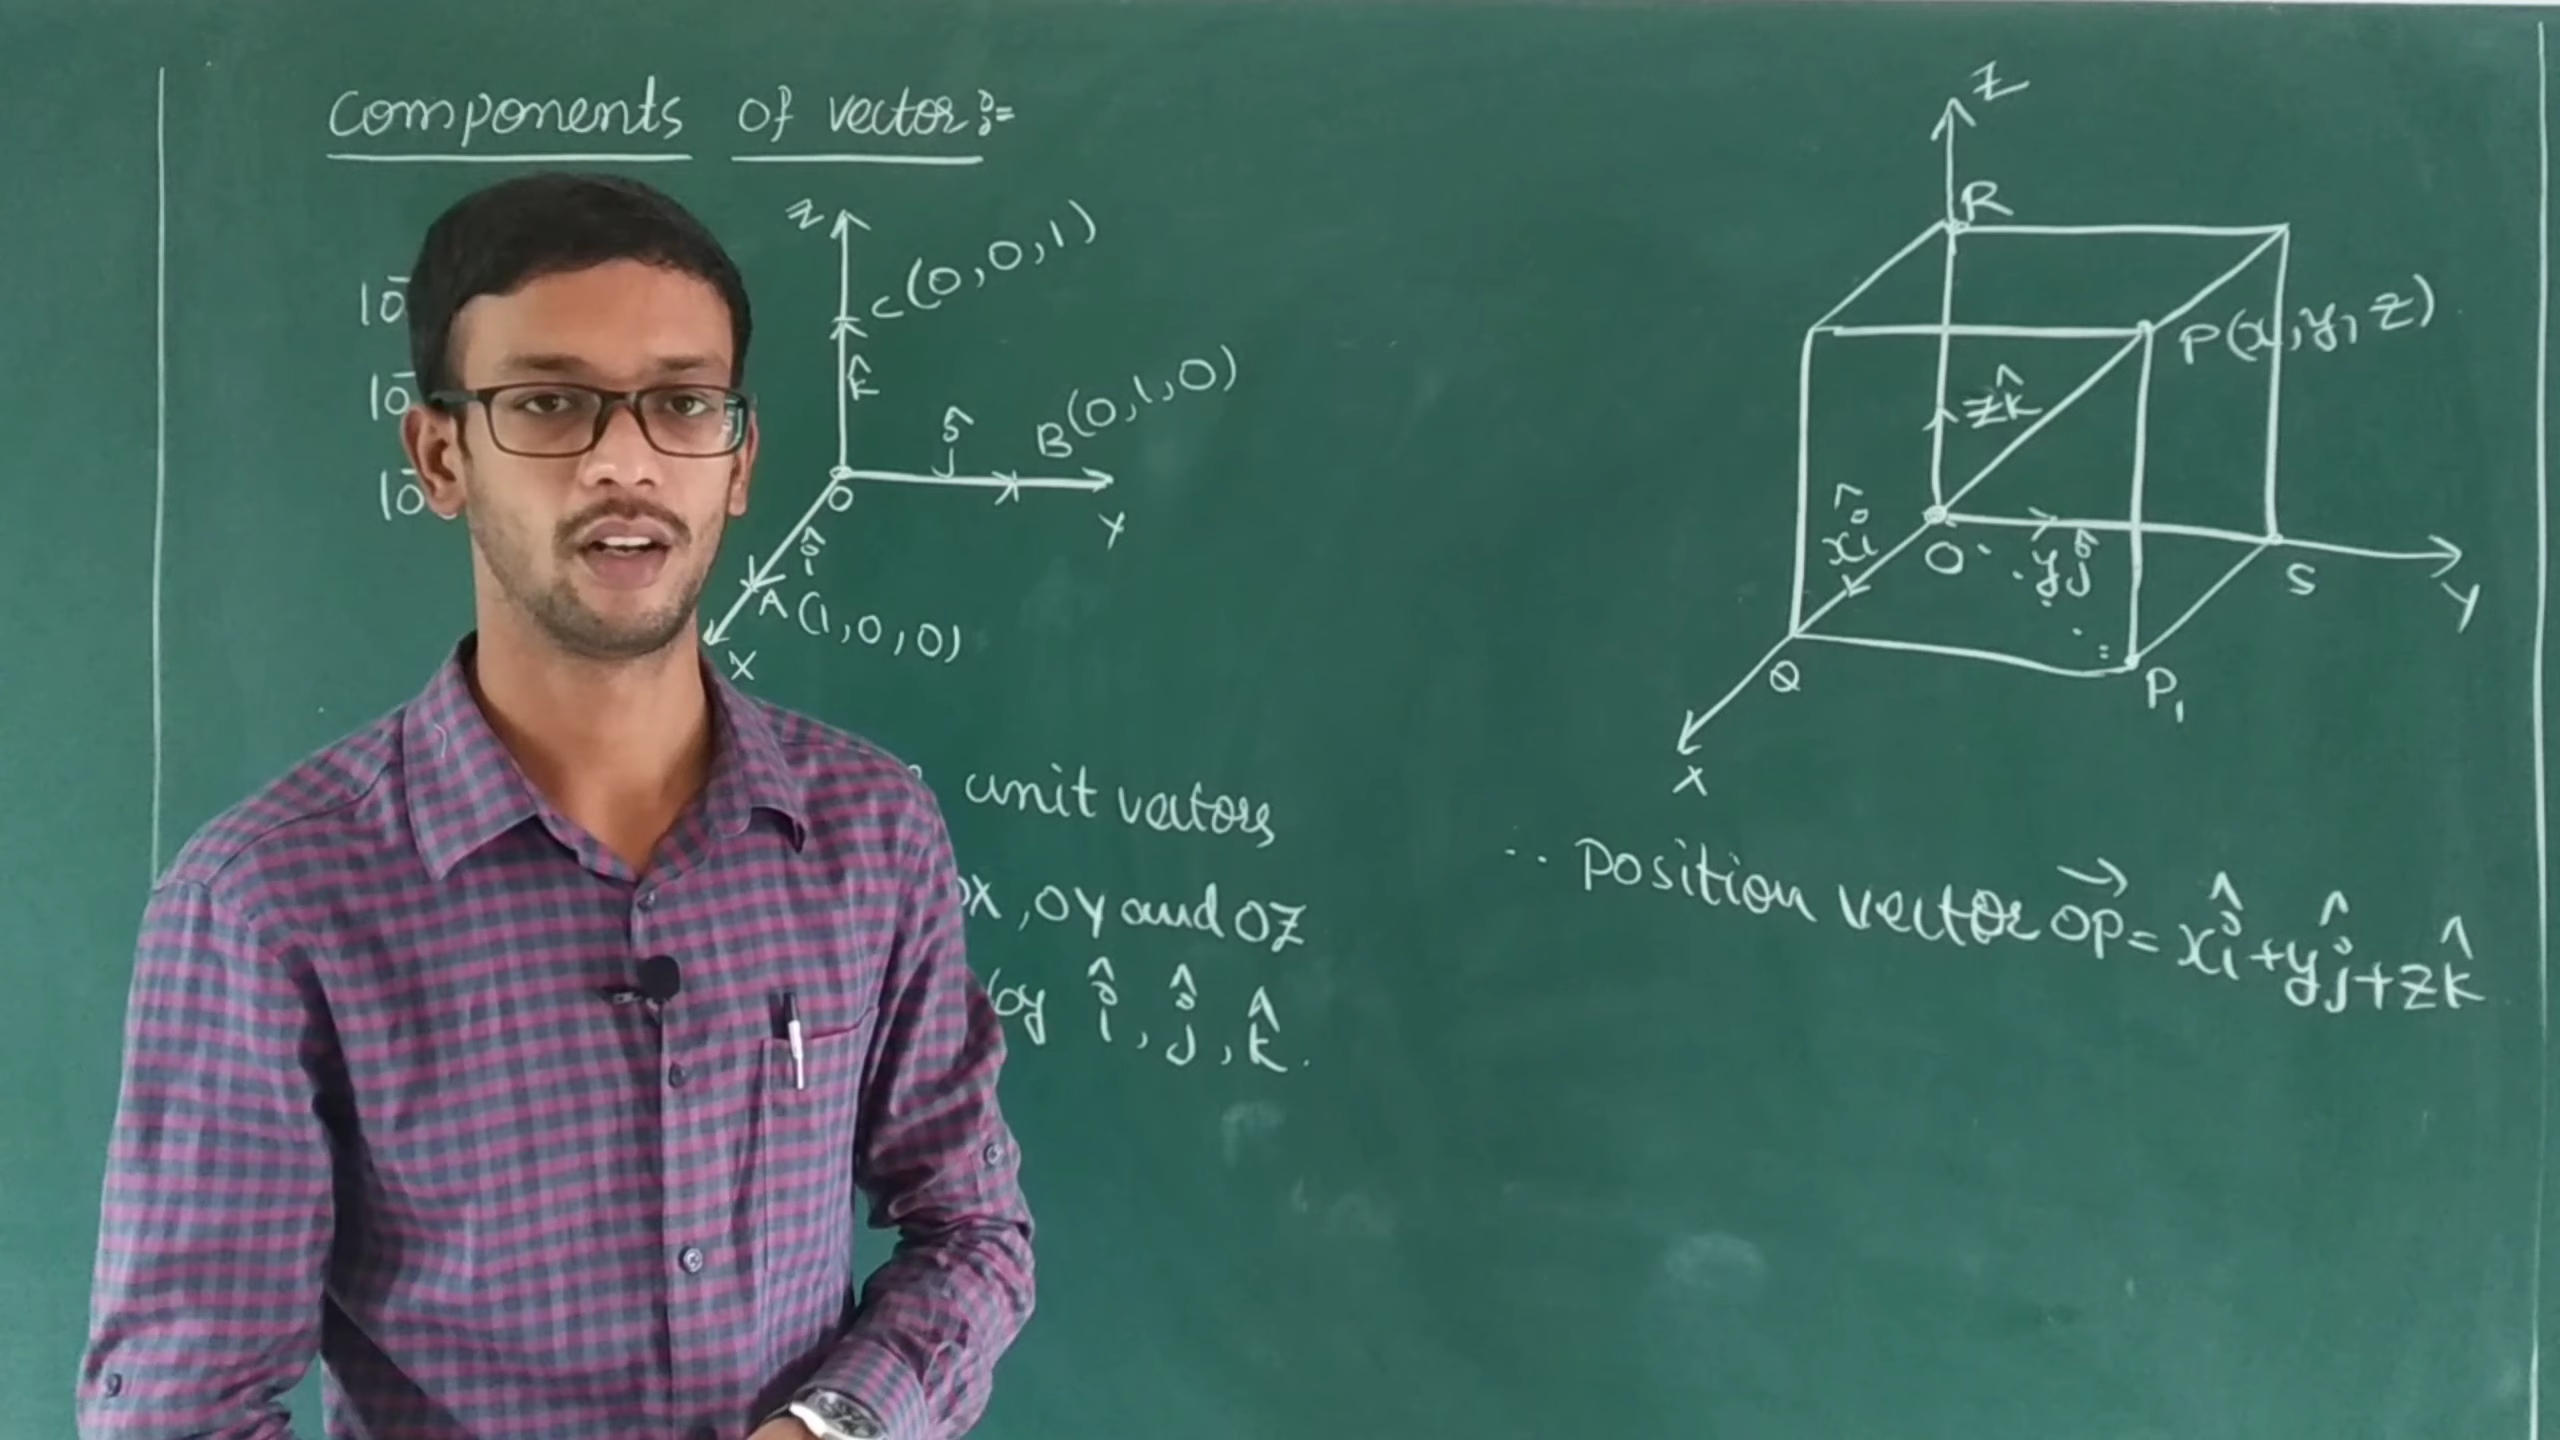 Components of vector :=
Z
C(0,0,1)
k̂
ĵ
B(0,1,0)
O
Y
î
A(1,0,0)
X
unit vectors
OX, OY and OZ
by î, ĵ, k̂.
Z
R
P(x,y,z)
zk̂
xî
O
yĵ
S
Y
Q
P₁
X
∴ Position vector OP⃗ = xî+yĵ+zk̂